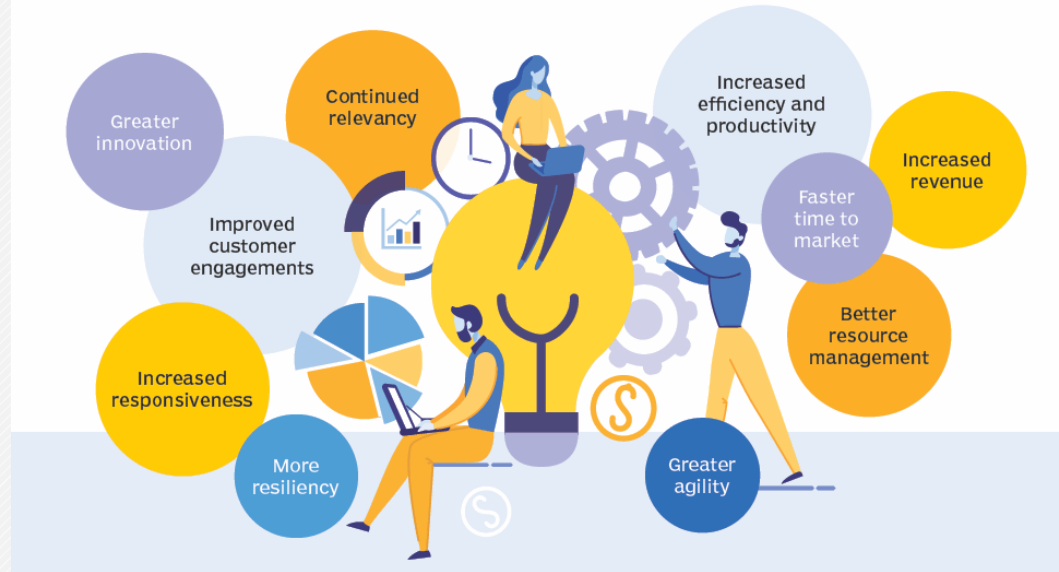 Greater
innovation
Continued
relevancy
Improved
customer
engagements
Increased
responsiveness
More
resiliency
Increased
efficiency and
productivity
Increased
revenue
Faster
time to
market
Better
resource
management
Greater
agility